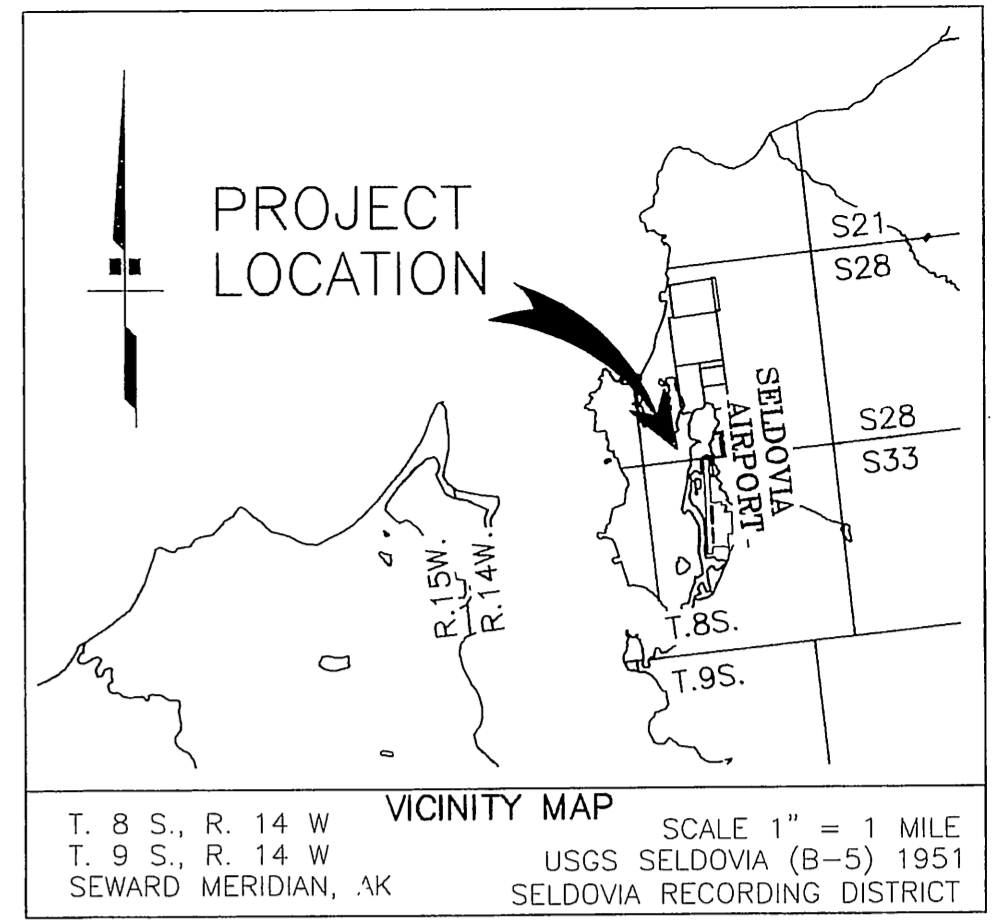 PROJECT
LOCATION
S21
S28
SELDOVIA
AIRPORT
S28
S33
R.15W.
R.14W.
T.8S.
T.9S.
VICINITY MAP
T. 8 S., R. 14 W
T. 9 S., R. 14 W
SEWARD MERIDIAN, AK
SCALE 1" = 1 MILE
USGS SELDOVIA (B-5) 1951
SELDOVIA RECORDING DISTRICT